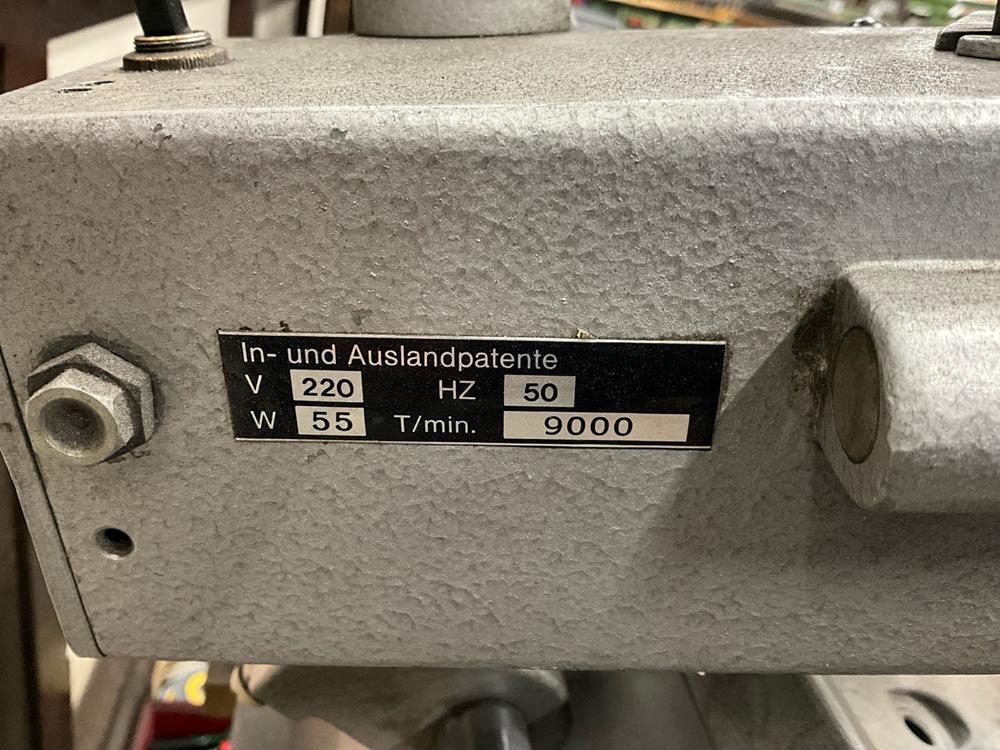 In- und Auslandpatente
V 220 HZ 50
W 55 T/min. 9000